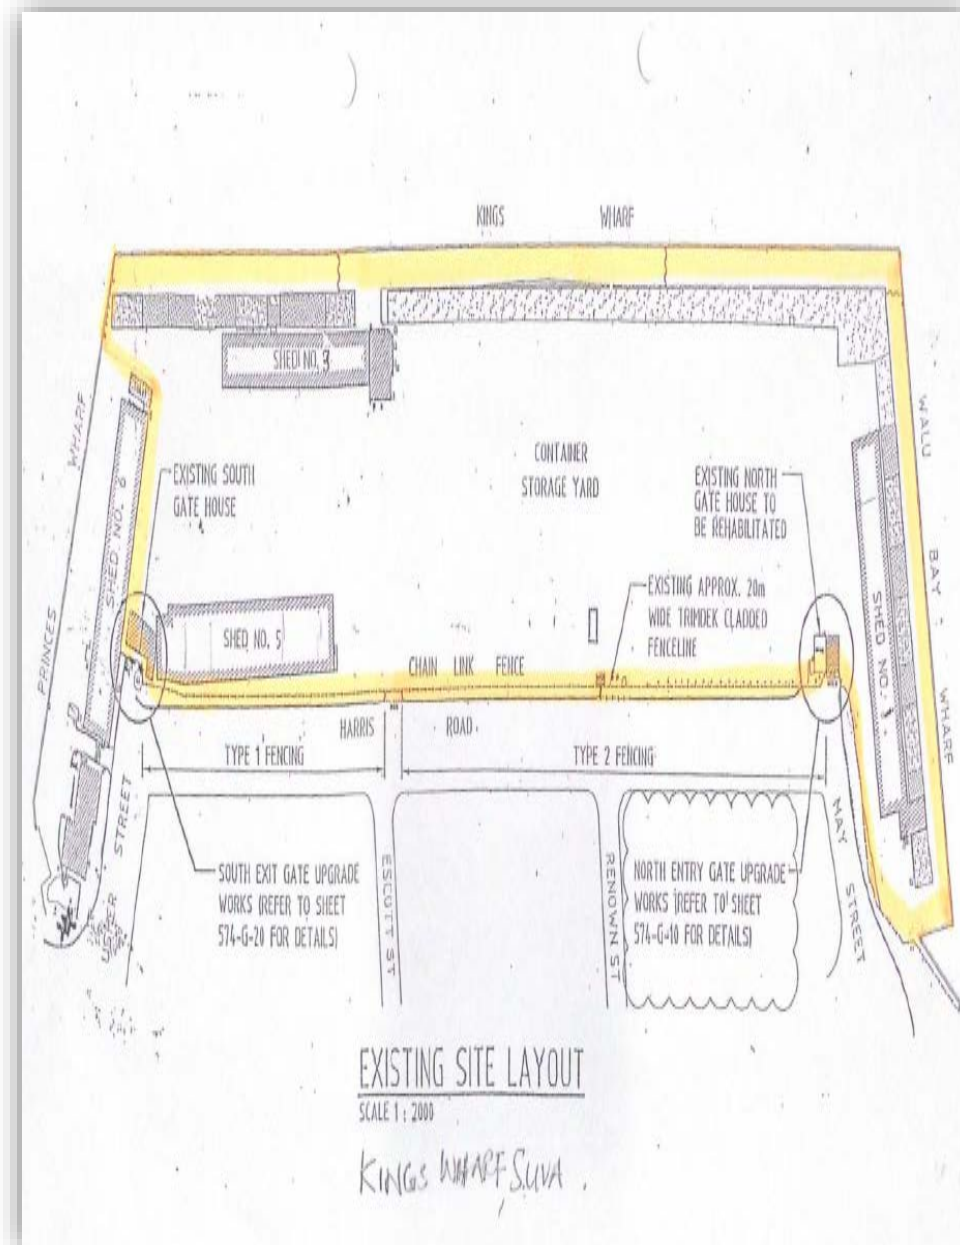 KINGS WHARF
SHED NO. 3
WHARF
PRINCES
SHED NO. 6
EXISTING SOUTH
GATE HOUSE
CONTAINER
STORAGE YARD
EXISTING NORTH
GATE HOUSE TO
BE REHABILITATED
WALU
BAY
WHARF
EXISTING APPROX. 20m
WIDE TRIMDEK CLADDED
FENCELINE
SHED NO. 5
SHED NO.
CHAIN LINK FENCE
HARRIS ROAD
TYPE 1 FENCING
TYPE 2 FENCING
STREET
USHER
ESCOTT ST
RENOWN ST
MAY
STREET
SOUTH EXIT GATE UPGRADE
WORKS (REFER TO SHEET
574-G-20 FOR DETAILS)
NORTH ENTRY GATE UPGRADE
WORKS (REFER TO SHEET
574-G-10 FOR DETAILS)
EXISTING SITE LAYOUT
SCALE 1 : 2000
KINGS WHARF SUVA .